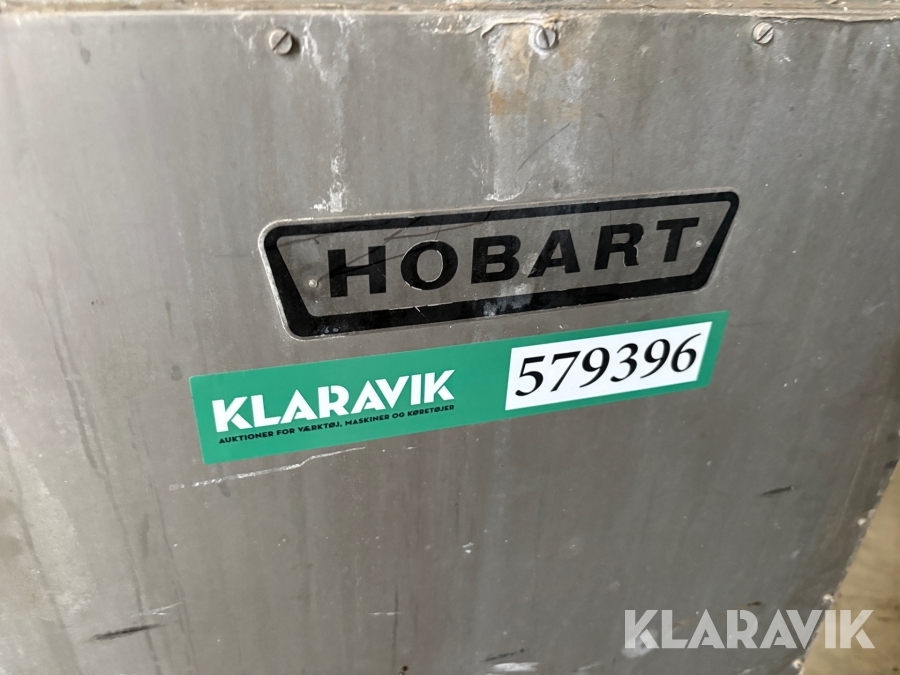 HOBART
KLARAVIK
579396
AUKTIONER FOR VÆRKTØJ, MASKINER OG KØRETØJER
KLARAVIK